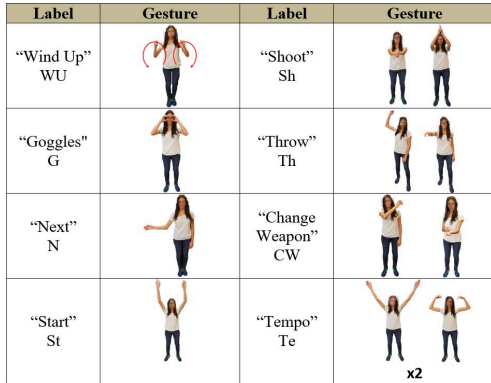 Label Gesture Label Gesture
“Wind Up”
WU
“Shoot”
Sh
“Goggles"
G
“Throw”
Th
“Next”
N
“Change
Weapon”
CW
“Start”
St
“Tempo”
Te
x2